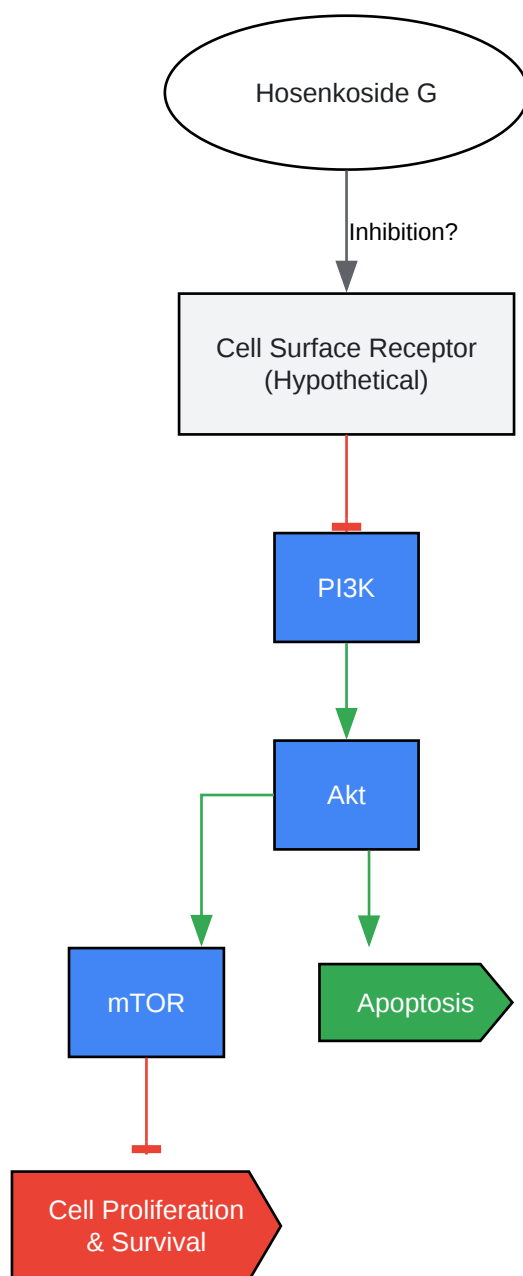 Hosenkoside G
Inhibition?
Cell Surface Receptor
(Hypothetical)
PI3K
Akt
mTOR
Apoptosis
Cell Proliferation
& Survival